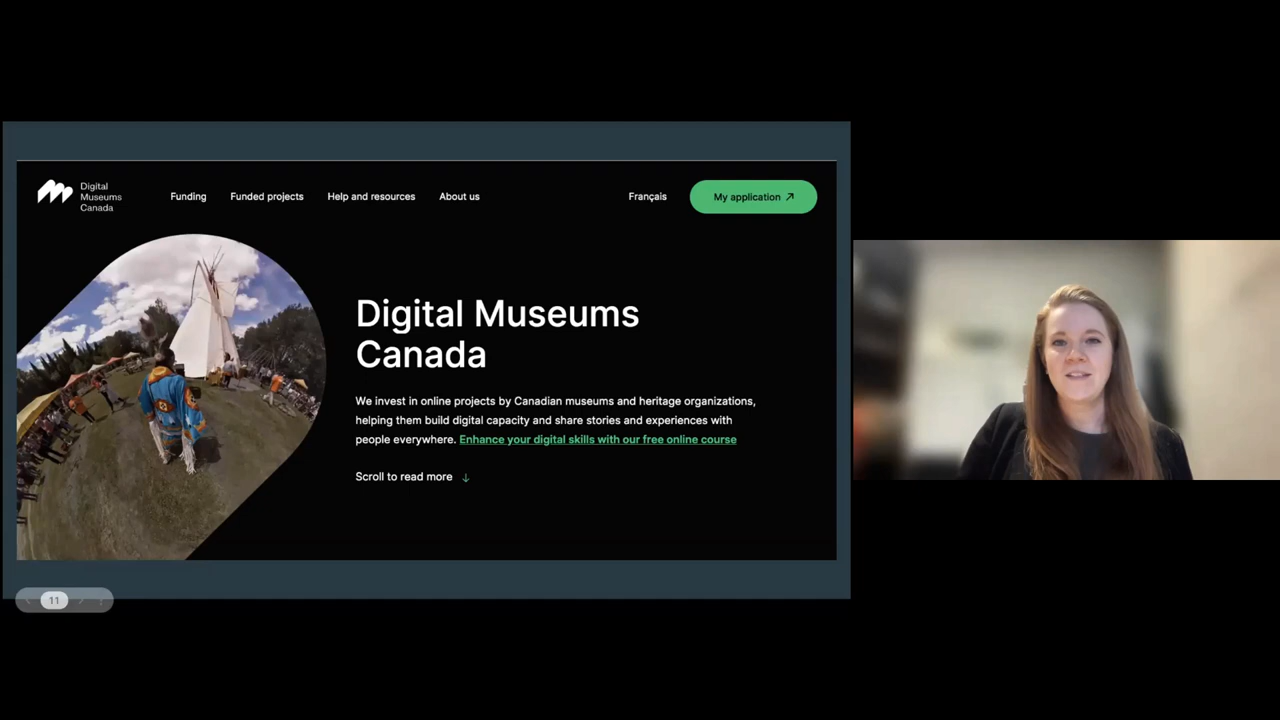 Digital
Museums
Canada
Funding
Funded projects
Help and resources
About us
Français
My application
Digital Museums
Canada
We invest in online projects by Canadian museums and heritage organizations,
helping them build digital capacity and share stories and experiences with
people everywhere. Enhance your digital skills with our free online course
Scroll to read more
11